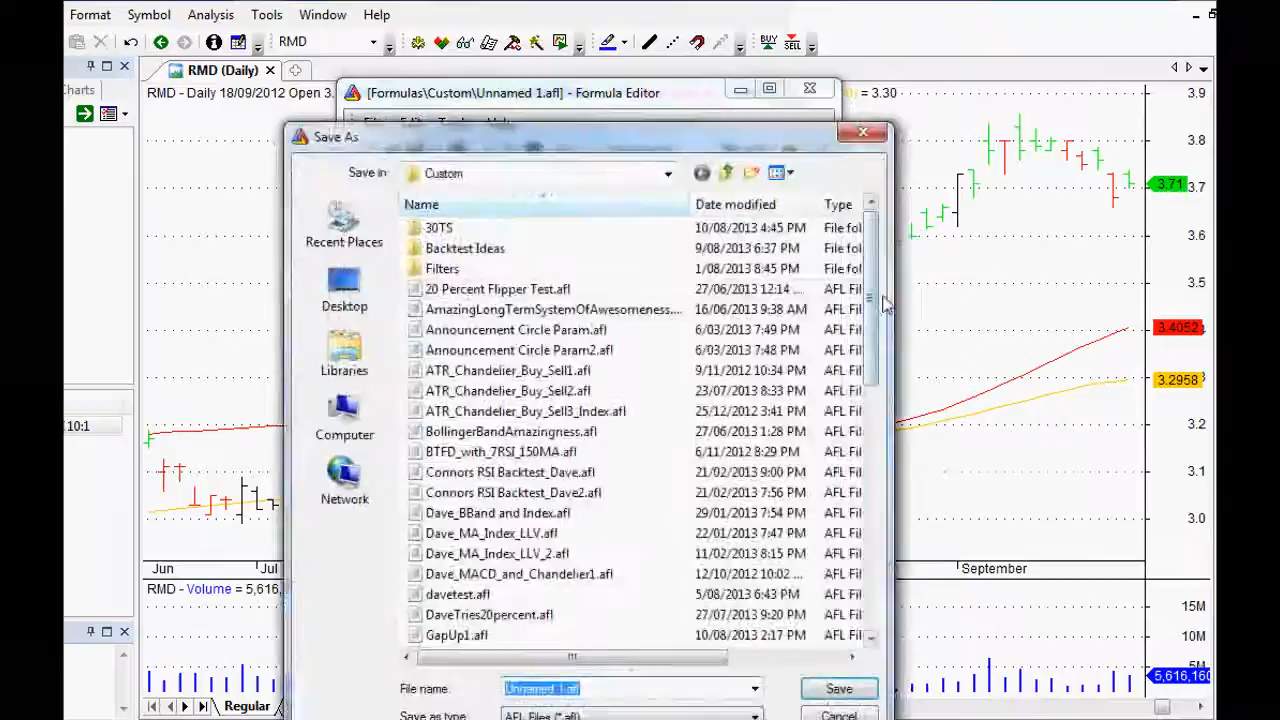 Format Symbol Analysis Tools Window Help
RMD
BUY SELL
RMD (Daily)
Charts
RMD - Daily 18/09/2012 Open 3.
= 3.30
[Formulas\Custom\Unnamed 1.afl] - Formula Editor
Save As
Save in: Custom
Name Date modified Type
30TS 10/08/2013 4:45 PM File fol
Backtest Ideas 9/08/2013 6:37 PM File fol
Filters 1/08/2013 8:45 PM File fol
20 Percent Flipper Test.afl 27/06/2013 12:14 ... AFL Fil
AmazingLongTermSystemOfAwesomeness.... 16/06/2013 9:38 AM AFL Fil
Announcement Circle Param.afl 6/03/2013 7:49 PM AFL Fil
Announcement Circle Param2.afl 6/03/2013 7:48 PM AFL Fil
ATR_Chandelier_Buy_Sell1.afl 9/11/2012 10:34 PM AFL Fil
ATR_Chandelier_Buy_Sell2.afl 23/07/2013 8:33 PM AFL Fil
ATR_Chandelier_Buy_Sell3_Index.afl 25/12/2012 3:41 PM AFL Fil
BollingerBandAmazingness.afl 27/06/2013 1:28 PM AFL Fil
BTFD_with_7RSI_150MA.afl 6/11/2012 8:29 PM AFL Fil
Connors RSI Backtest_Dave.afl 21/02/2013 9:00 PM AFL Fil
Connors RSI Backtest_Dave2.afl 21/02/2013 7:56 PM AFL Fil
Dave_BBand and Index.afl 29/01/2013 7:54 PM AFL Fil
Dave_MA_Index_LLV.afl 22/01/2013 7:47 PM AFL Fil
Dave_MA_Index_LLV_2.afl 11/02/2013 8:15 PM AFL Fil
Dave_MACD_and_Chandelier1.afl 12/10/2012 10:02 ... AFL Fil
davetest.afl 5/08/2013 6:43 PM AFL Fil
DaveTries20percent.afl 27/07/2013 9:20 PM AFL Fil
GapUp1.afl 10/08/2013 2:17 PM AFL Fil
Recent Places
Desktop
Libraries
Computer
Network
File name: Unnamed 1.afl Save
Save as type: AFL Files (*.afl) Cancel
10:1
3.9
3.8
3.71
3.7
3.6
3.5
3.4052
3.2958
3.2
3.1
3.0
Jun Jul September
RMD - Volume = 5,616,
15M
10M
5M
5,616,160
Regular